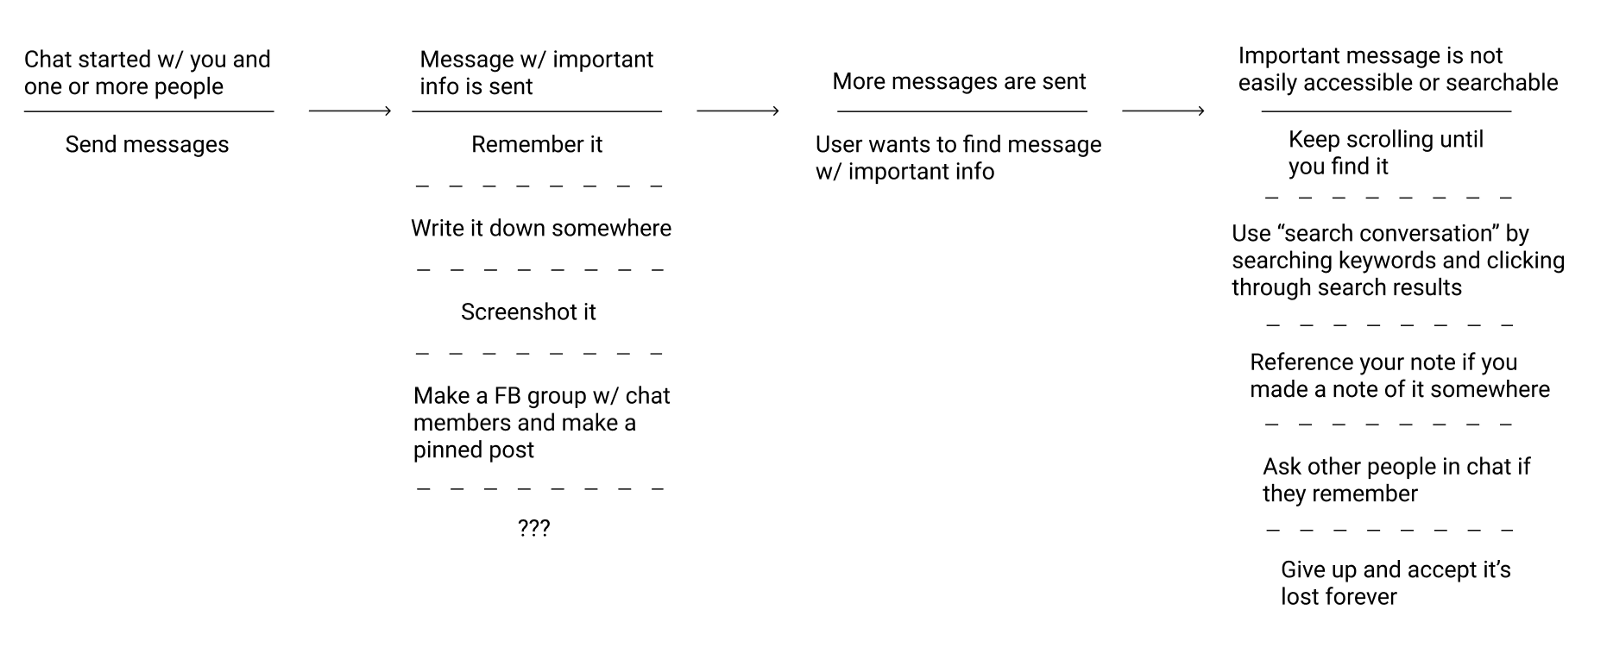 Chat started w/ you and
one or more people
Send messages
Message w/ important
info is sent
Remember it
Write it down somewhere
Screenshot it
Make a FB group w/ chat
members and make a
pinned post
???
More messages are sent
User wants to find message
w/ important info
Important message is not
easily accessible or searchable
Keep scrolling until
you find it
Use “search conversation” by
searching keywords and clicking
through search results
Reference your note if you
made a note of it somewhere
Ask other people in chat if
they remember
Give up and accept it’s
lost forever